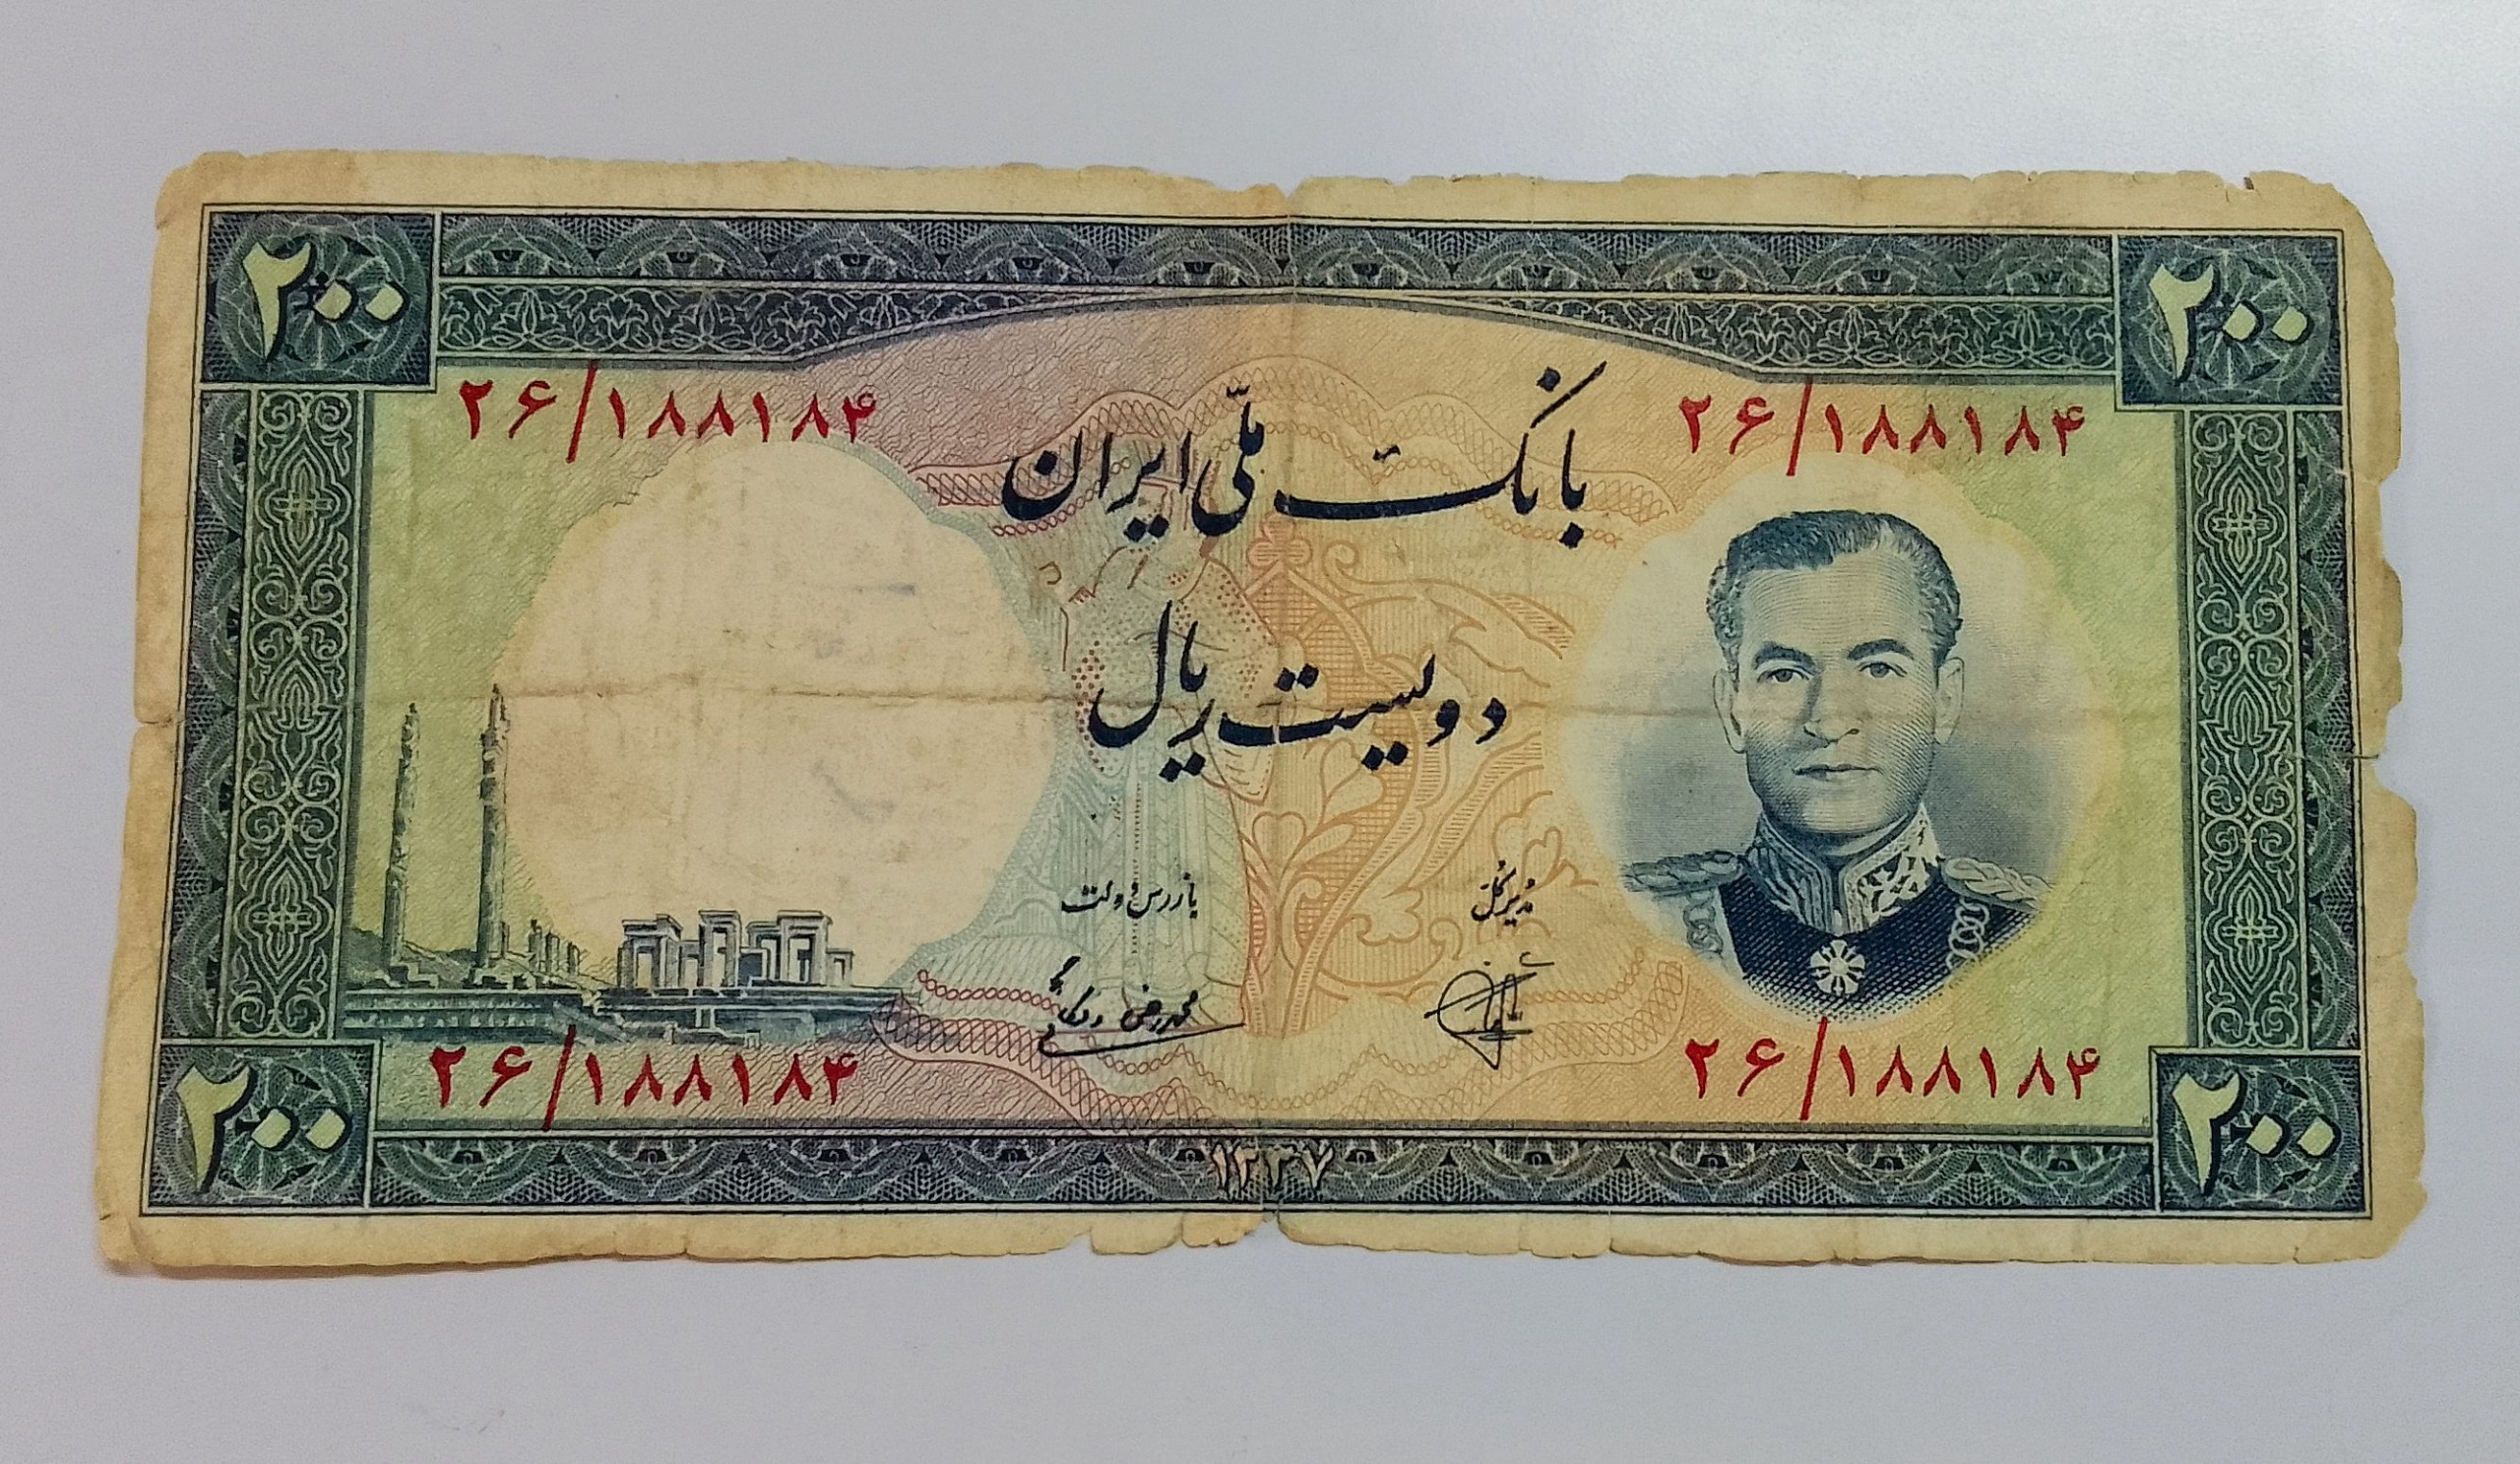 ۲۰۰
۲۰۰
۲۶/۱۸۸۱۸۴
۲۶/۱۸۸۱۸۴
بانک ملّی ایران
دویست ریال
مدیر کل
بازرس دولت
۲۶/۱۸۸۱۸۴
۲۶/۱۸۸۱۸۴
۲۰۰
۱۳۳۷
۲۰۰